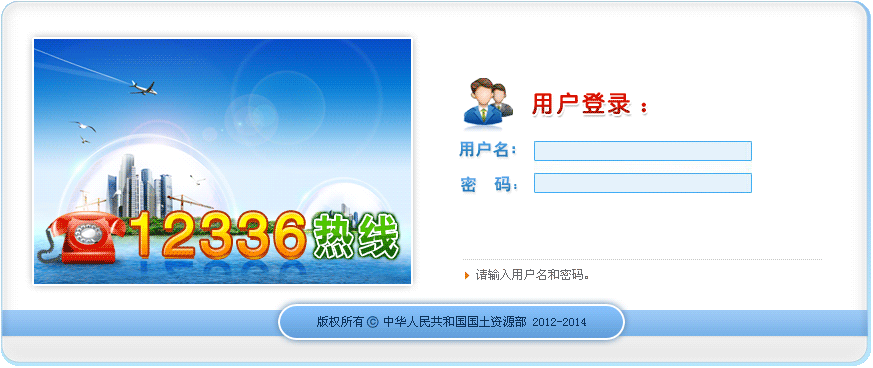 12336热线
用户登录：
用户名：
密 码：
请输入用户名和密码。
版权所有 © 中华人民共和国国土资源部 2012-2014